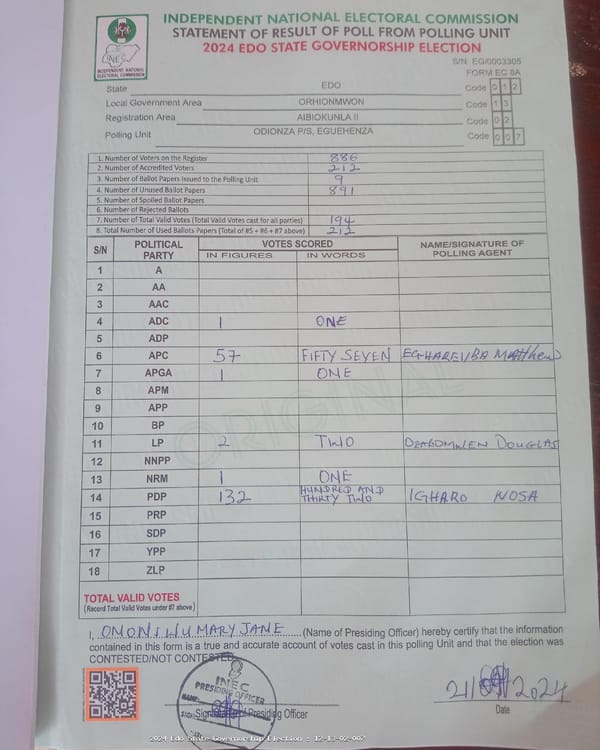 INDEPENDENT NATIONAL ELECTORAL COMMISSION
STATEMENT OF RESULT OF POLL FROM POLLING UNIT
2024 EDO STATE GOVERNORSHIP ELECTION
INEC
INDEPENDENT NATIONAL ELECTORAL COMMISSION
S/N: EG/0003305
FORM EC 8A
State EDO Code 0 1 2
Local Government Area ORHIONMWON Code 1 3
Registration Area AIBIOKUNLA II Code 0 2
Polling Unit ODIONZA P/S, EGUEHENZA Code 0 0 7
1. Number of Voters on the Register 886
2. Number of Accredited Voters 212
3. Number of Ballot Papers Issued to the Polling Unit 9
4. Number of Unused Ballot Papers 891
5. Number of Spoiled Ballot Papers
6. Number of Rejected Ballots
7. Number of Total Valid Votes (Total Valid Votes cast for all parties) 194
8. Total Number of Used Ballots Papers (Total of #5 + #6 + #7 above) 212
S/N POLITICAL PARTY VOTES SCORED NAME/SIGNATURE OF POLLING AGENT
IN FIGURES IN WORDS
1 A
2 AA
3 AAC
4 ADC 1 ONE
5 ADP
6 APC 57 FIFTY SEVEN EGHAREVBA Matthew
7 APGA 1 ONE
8 APM
9 APP
10 BP
11 LP 2 TWO DOUGLAS
12 NNPP
13 NRM 1 ONE
14 PDP 132 HUNDRED AND THIRTY TWO IGHARO NOSA
15 PRP
16 SDP
17 YPP
18 ZLP
ORIGINAL
TOTAL VALID VOTES
(Record Total Valid Votes under #7 above)
I, OMONIWU MARY JANE (Name of Presiding Officer) hereby certify that the information
contained in this form is a true and accurate account of votes cast in this polling Unit and that the election was
CONTESTED/NOT CONTESTED
INEC
PRESIDING OFFICER
Presiding Officer
2024
Date
2024 Edo State Governorship Election - 12-13-02-007